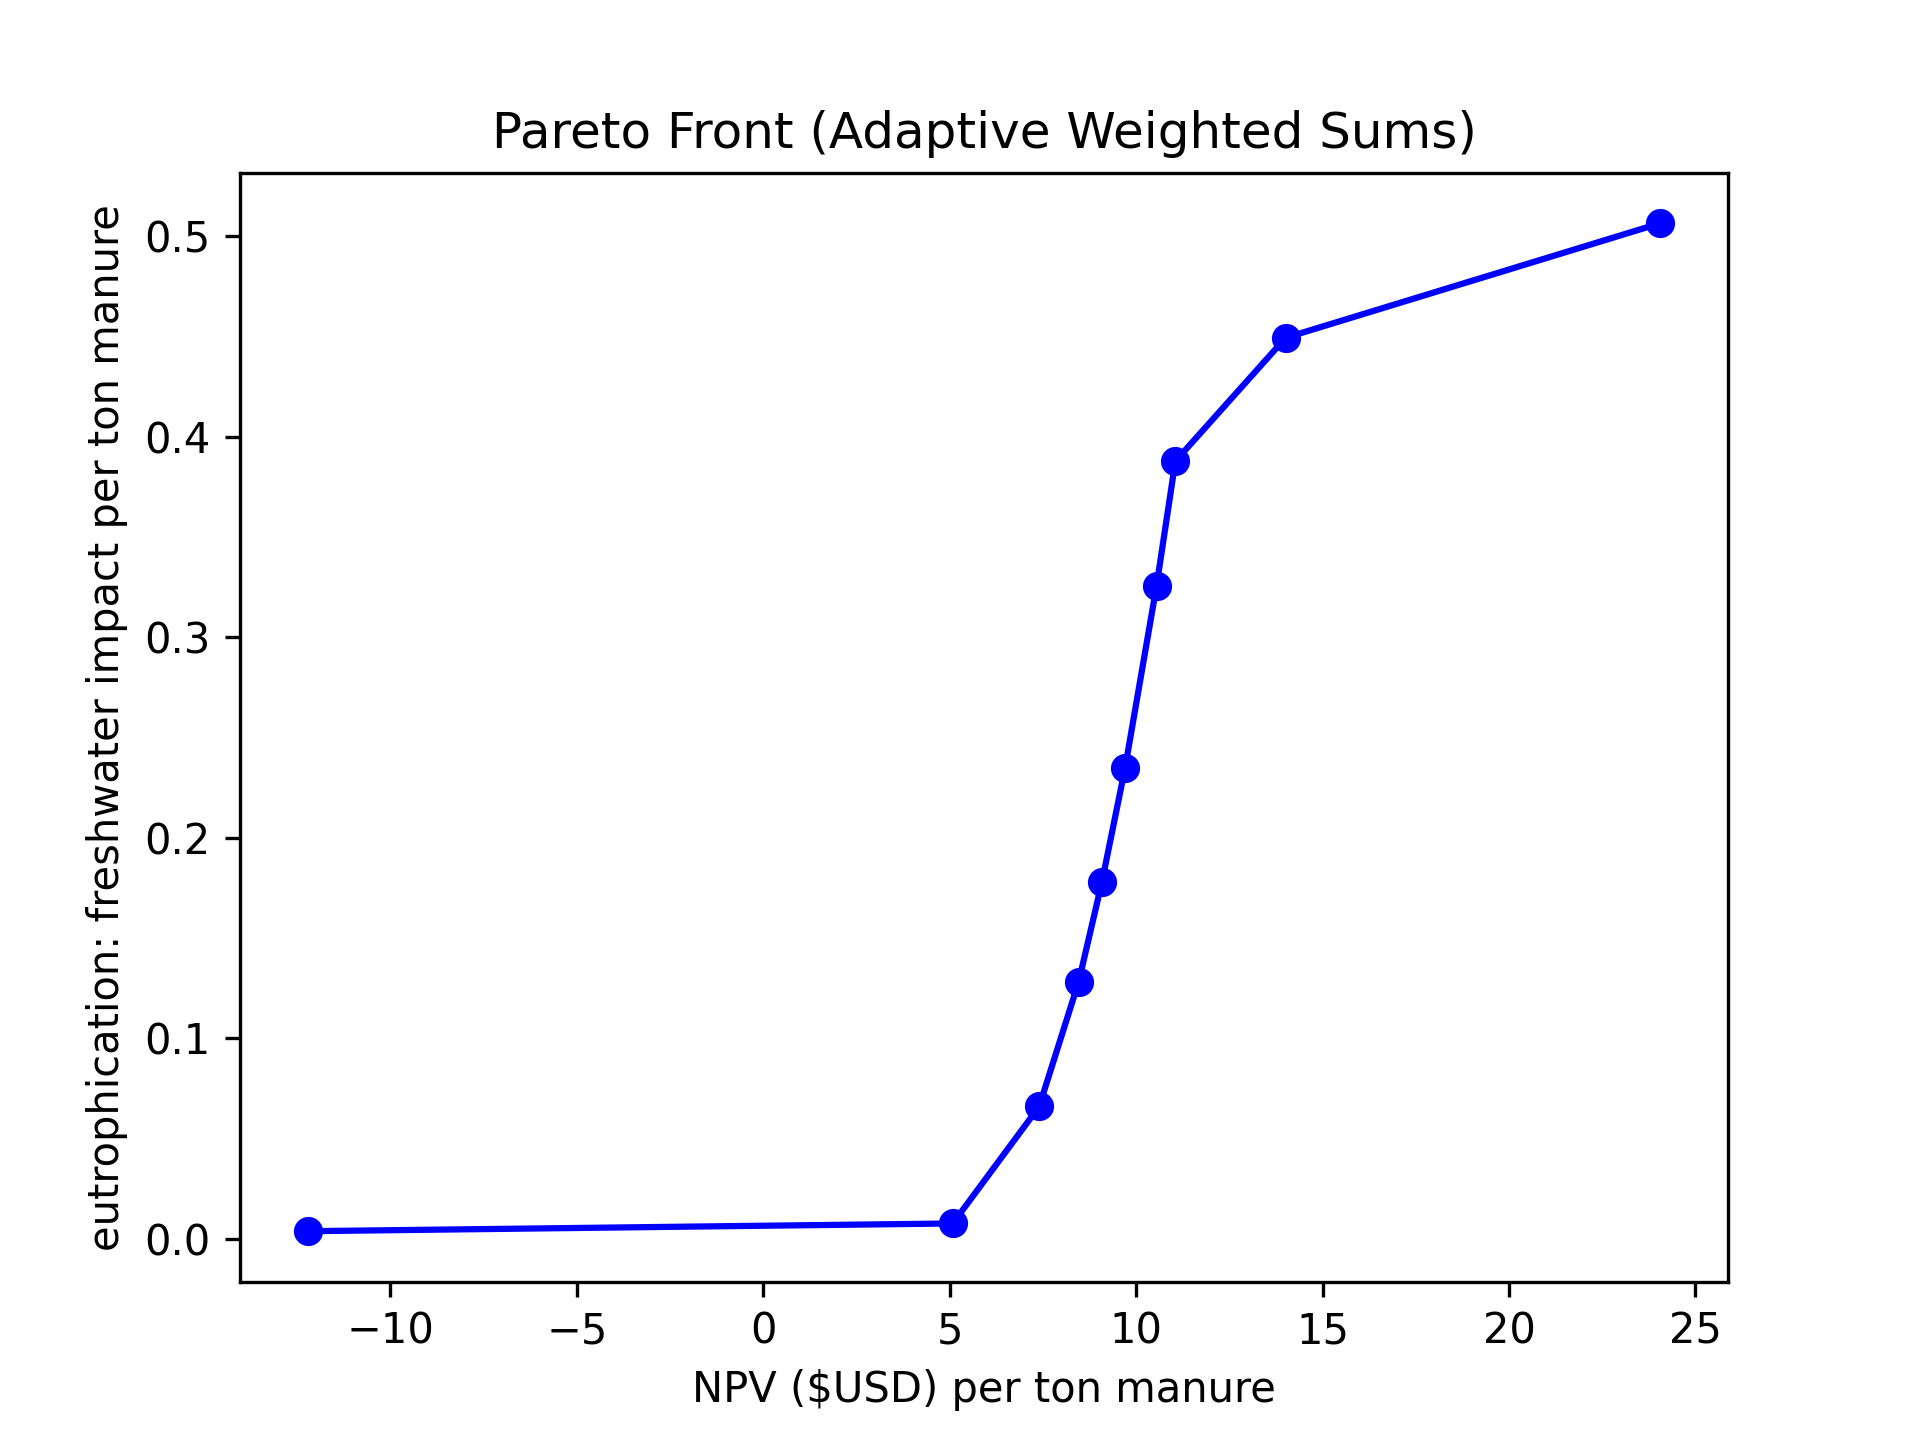 Pareto Front (Adaptive Weighted Sums)
eutrophication: freshwater impact per ton manure
0.5
0.4
0.3
0.2
0.1
0.0
−10 −5 0 5 10 15 20 25
NPV ($USD) per ton manure